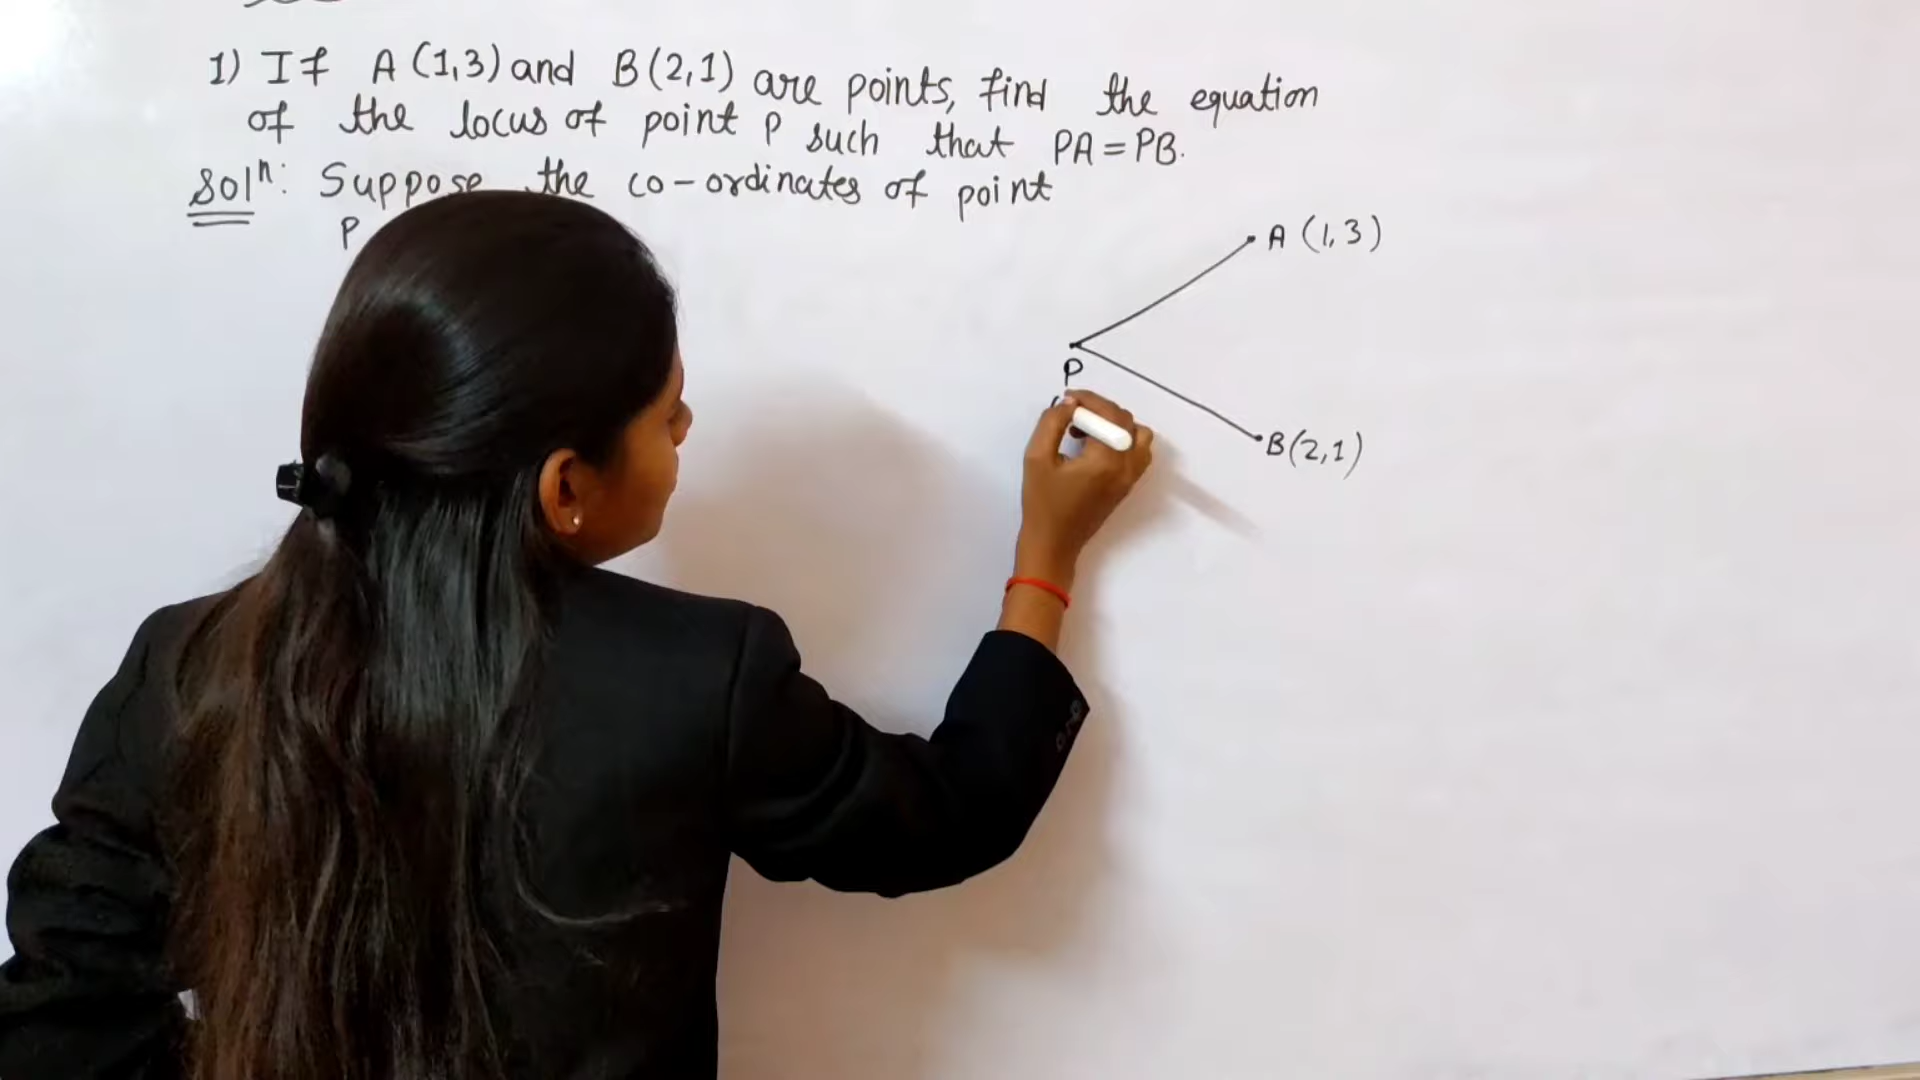 1) If A (1,3) and B (2,1) are points, find the equation
of the locus of point P such that PA = PB.
Solⁿ: Suppose the co-ordinates of point
P
A (1,3)
P
(
B(2,1)